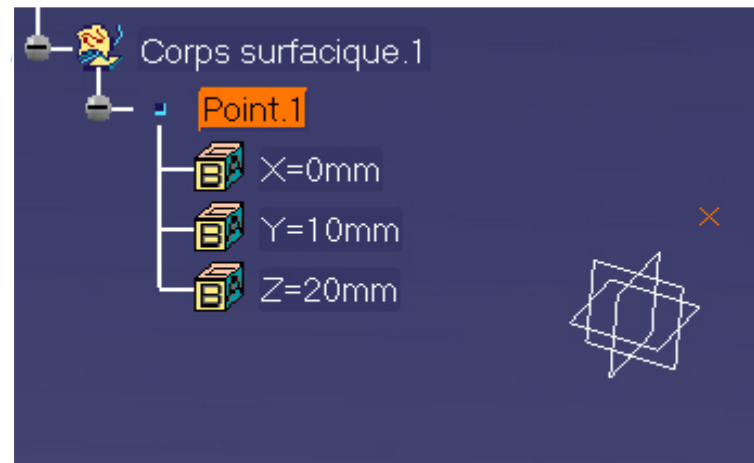 Corps surfacique.1
Point.1
X=0mm
Y=10mm
Z=20mm